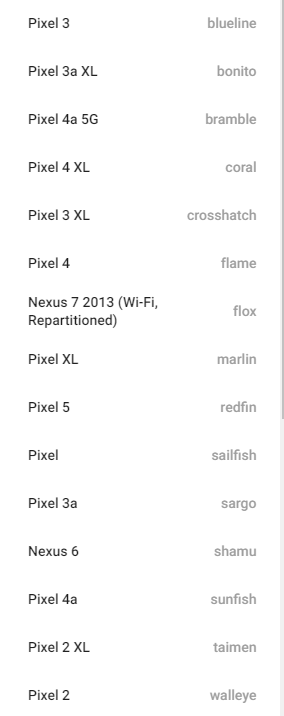 Pixel 3 blueline
Pixel 3a XL bonito
Pixel 4a 5G bramble
Pixel 4 XL coral
Pixel 3 XL crosshatch
Pixel 4 flame
Nexus 7 2013 (Wi-Fi,
Repartitioned) flox
Pixel XL marlin
Pixel 5 redfin
Pixel sailfish
Pixel 3a sargo
Nexus 6 shamu
Pixel 4a sunfish
Pixel 2 XL taimen
Pixel 2 walleye